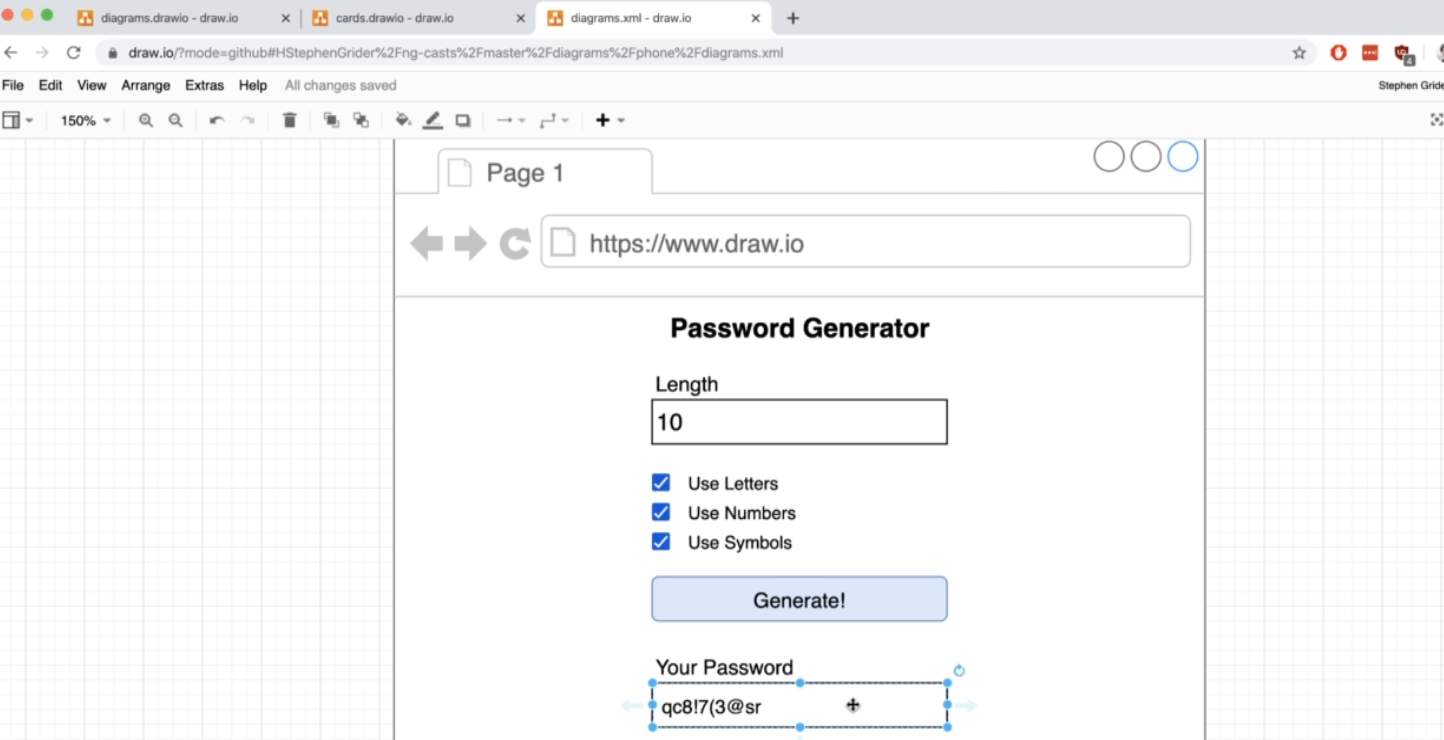 diagrams.drawio - draw.io
cards.drawio - draw.io
diagrams.xml - draw.io
draw.io/?mode=github#HStephenGrider%2Fng-casts%2Fmaster%2Fdiagrams%2Fphone%2Fdiagrams.xml
4
File Edit View Arrange Extras Help All changes saved
Stephen Gride
150%
Page 1
https://www.draw.io
Password Generator
Length
10
Use Letters
Use Numbers
Use Symbols
Generate!
Your Password
qc8!7(3@sr